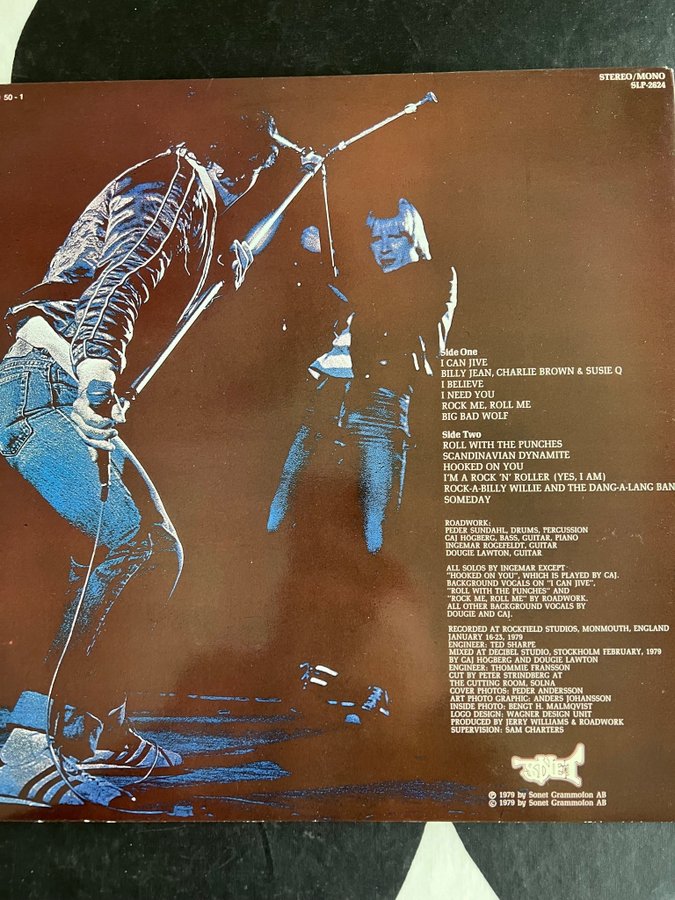 50 - 1
STEREO/MONO
SLP-2624
Side One
I CAN JIVE
BILLY JEAN, CHARLIE BROWN & SUSIE Q
I BELIEVE
I NEED YOU
ROCK ME, ROLL ME
BIG BAD WOLF
Side Two
ROLL WITH THE PUNCHES
SCANDINAVIAN DYNAMITE
HOOKED ON YOU
I'M A ROCK 'N' ROLLER (YES, I AM)
ROCK-A-BILLY WILLIE AND THE DANG-A-LANG BAN
SOMEDAY
ROADWORK:
PEDER SUNDAHL, DRUMS, PERCUSSION
CAJ HÖGBERG, BASS, GUITAR, PIANO
INGEMAR ROGEFELDT, GUITAR
DOUGIE LAWTON, GUITAR
ALL SOLOS BY INGEMAR EXCEPT
"HOOKED ON YOU", WHICH IS PLAYED BY CAJ.
BACKGROUND VOCALS ON "I CAN JIVE",
"ROLL WITH THE PUNCHES" AND
"ROCK ME, ROLL ME" BY ROADWORK.
ALL OTHER BACKGROUND VOCALS BY
DOUGIE AND CAJ.
RECORDED AT ROCKFIELD STUDIOS, MONMOUTH, ENGLAND
JANUARY 16-23, 1979
ENGINEER: TED SHARPE
MIXED AT DECIBEL STUDIO, STOCKHOLM FEBRUARY, 1979
BY CAJ HÖGBERG AND DOUGIE LAWTON
ENGINEER: THOMMIE FRANSSON
CUT BY PETER STRINDBERG AT
THE CUTTING ROOM, SOLNA
COVER PHOTOS: PEDER ANDERSSON
ART PHOTO GRAPHIC: ANDERS JOHANSSON
INSIDE PHOTO: BENGT H. MALMQVIST
LOGO DESIGN: WAGNER DESIGN UNIT
PRODUCED BY JERRY WILLIAMS & ROADWORK
SUPERVISION: SAM CHARTERS
SONET
℗ 1979 by Sonet Grammofon AB
© 1979 by Sonet Grammofon AB